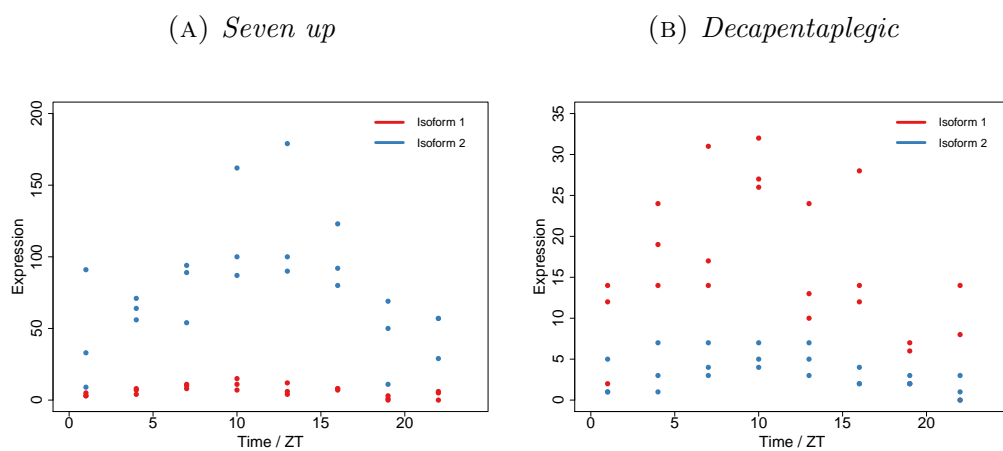 (A) Seven up
200
150
100
50
0
Expression
Isoform 1
Isoform 2
0 5 10 15 20
Time / ZT
(B) Decapentaplegic
35
30
25
20
15
10
5
0
Expression
Isoform 1
Isoform 2
0 5 10 15 20
Time / ZT